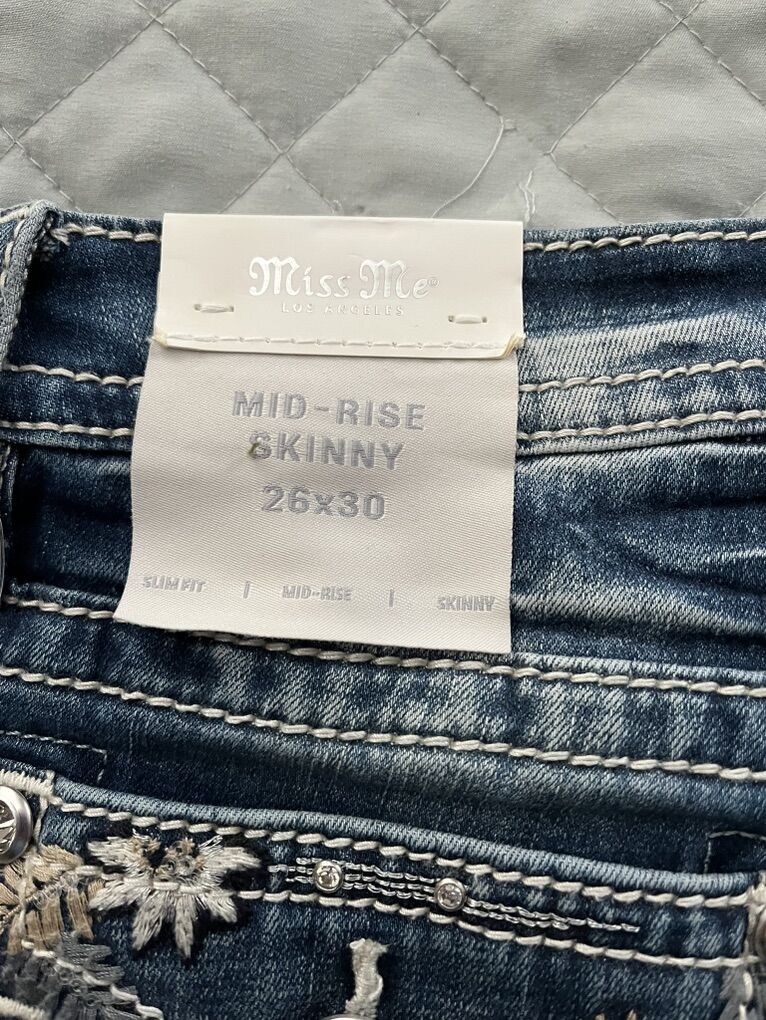 Miss Me®
LOS ANGELES
MID-RISE
SKINNY
26x30
SLIM FIT | MID-RISE | SKINNY